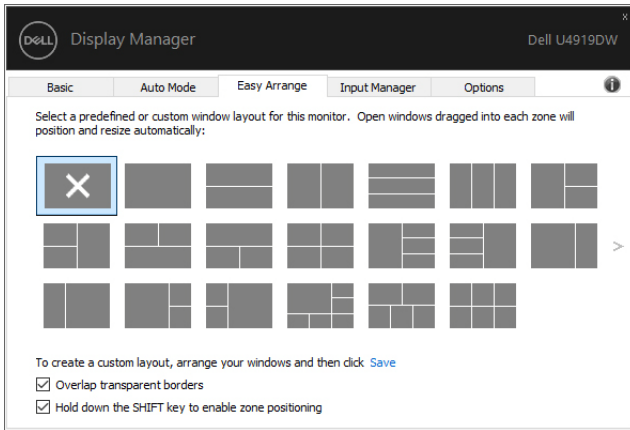 x
DELL Display Manager Dell U4919DW
Basic Auto Mode Easy Arrange Input Manager Options i
Select a predefined or custom window layout for this monitor. Open windows dragged into each zone will
position and resize automatically:
>
To create a custom layout, arrange your windows and then click Save
Overlap transparent borders
Hold down the SHIFT key to enable zone positioning